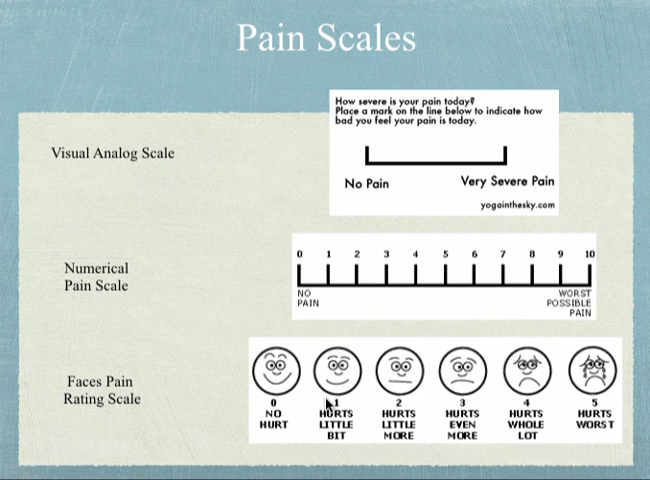 Pain Scales
How severe is your pain today?
Place a mark on the line below to indicate how
bad you feel your pain is today.
Visual Analog Scale
No Pain
Very Severe Pain
yogainthesky.com
0 1 2 3 4 5 6 7 8 9 10
Numerical
Pain Scale
NO
PAIN
WORST
POSSIBLE
PAIN
Faces Pain
Rating Scale
0
NO
HURT
1
HURTS
LITTLE
BIT
2
HURTS
LITTLE
MORE
3
HURTS
EVEN
MORE
4
HURTS
WHOLE
LOT
5
HURTS
WORST